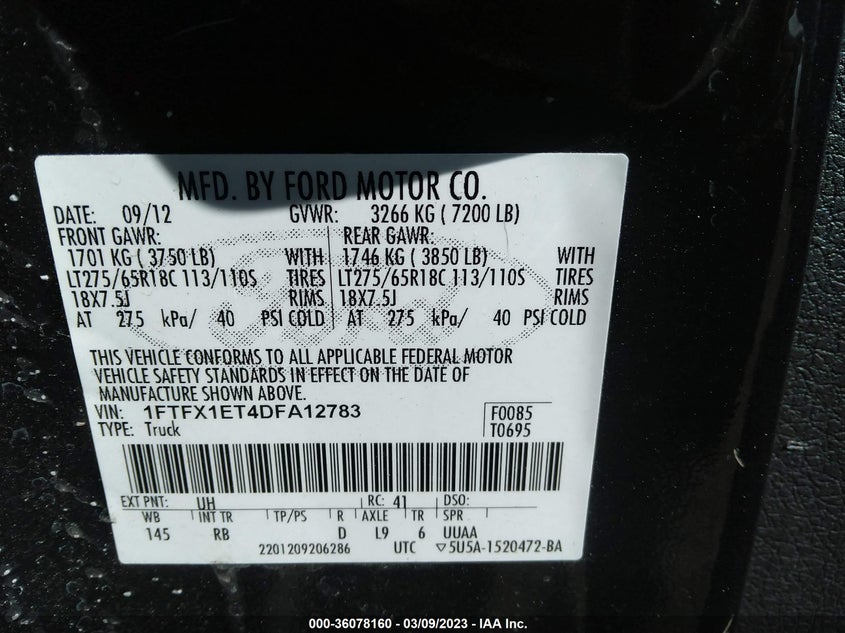 MFD. BY FORD MOTOR CO.
DATE: 09/12 GVWR: 3266 KG ( 7200 LB)
FRONT GAWR: REAR GAWR:
1701 KG ( 3750 LB) WITH 1746 KG ( 3850 LB) WITH
LT275/65R18C 113/110S TIRES LT275/65R18C 113/110S TIRES
18X7.5J RIMS 18X7.5J RIMS
AT 275 kPa/ 40 PSI COLD AT 275 kPa/ 40 PSI COLD
THIS VEHICLE CONFORMS TO ALL APPLICABLE FEDERAL MOTOR
VEHICLE SAFETY STANDARDS IN EFFECT ON THE DATE OF
MANUFACTURE SHOWN ABOVE.
VIN: 1FTFX1ET4DFA12783 F0085
TYPE: Truck T0695
EXT PNT: UH RC: 41 DSO:
WB INT TR TP/PS R AXLE TR SPR
145 RB D L9 6 UUAA
2201209206286 UTC ▽5U5A-1520472-BA
000-36078160 - 03/09/2023 - IAA Inc.